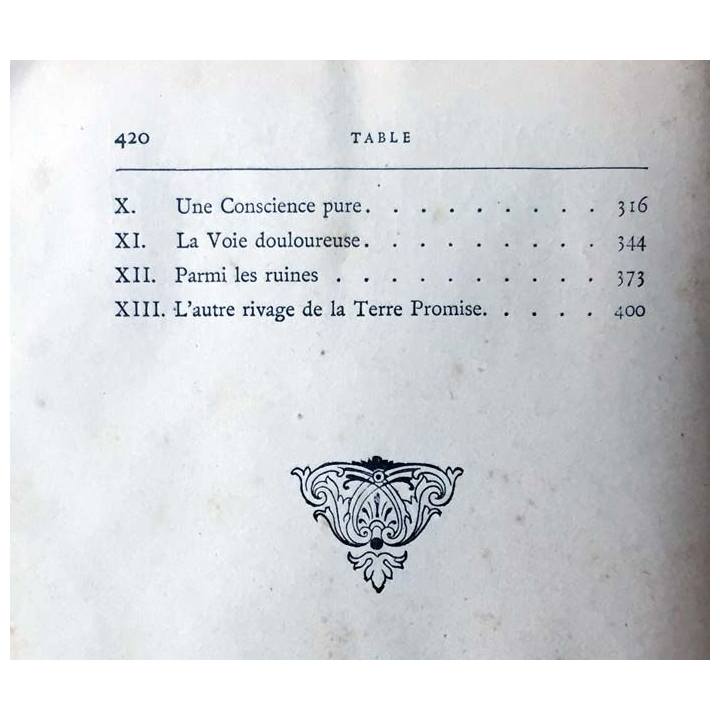 420 TABLE
X. Une Conscience pure. . . . . . . . . . . 316
XI. La Voie douloureuse. . . . . . . . . . . 344
XII. Parmi les ruines . . . . . . . . . . . . 373
XIII. L'autre rivage de la Terre Promise. . . . . 400